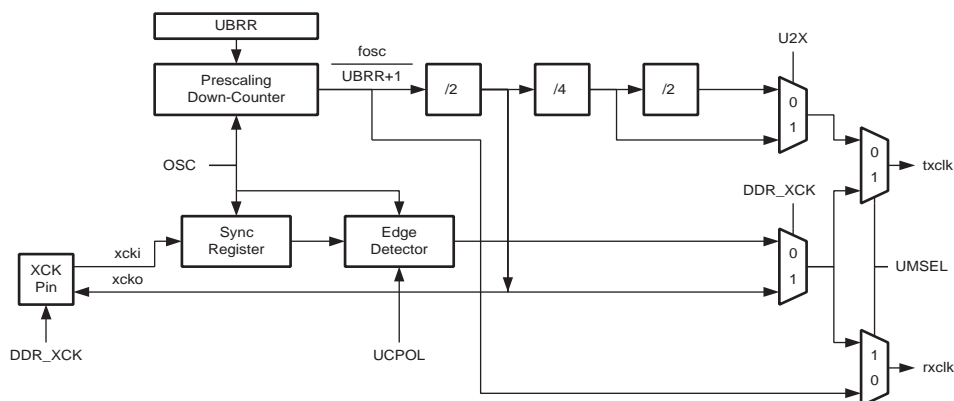 UBRR
fosc
UBRR+1
U2X
Prescaling
Down-Counter
/2
/4
/2
0
1
OSC
0
1
txclk
DDR_XCK
Sync
Register
Edge
Detector
0
1
UMSEL
xcki
XCK
Pin
xcko
DDR_XCK
UCPOL
1
0
rxclk